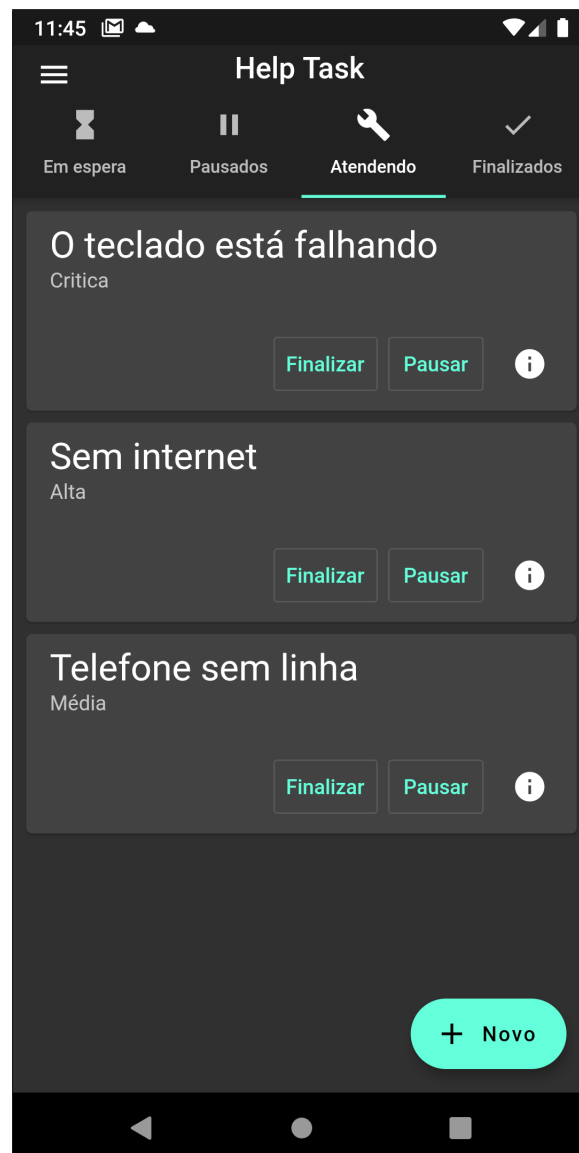 11:45
Help Task
Em espera Pausados Atendendo Finalizados
O teclado está falhando
Critica
Finalizar Pausar
Sem internet
Alta
Finalizar Pausar
Telefone sem linha
Média
Finalizar Pausar
+ Novo